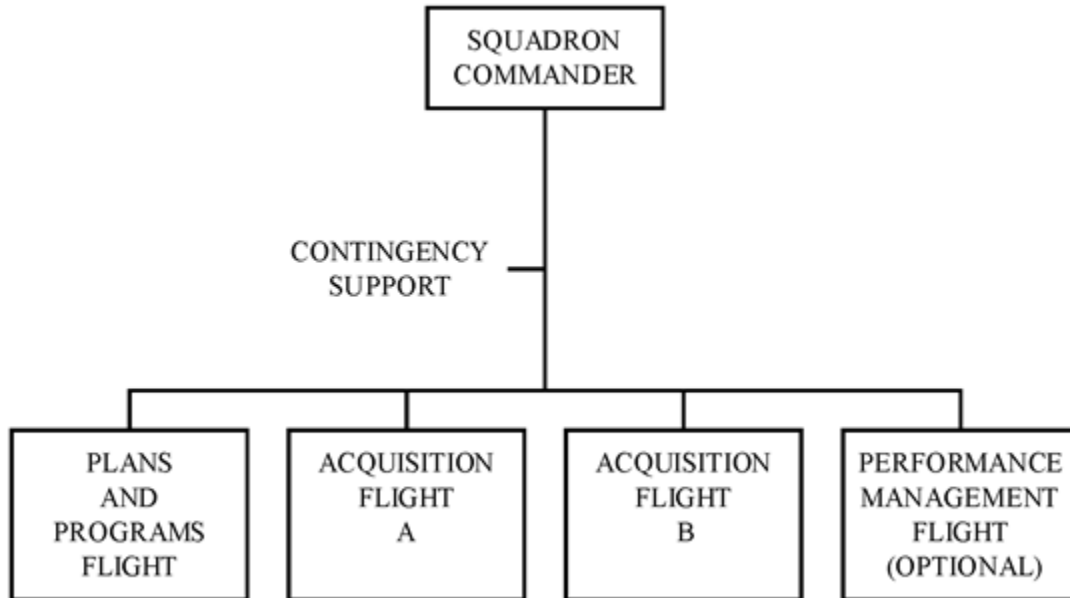 SQUADRON
COMMANDER
CONTINGENCY
SUPPORT
PLANS
AND
PROGRAMS
FLIGHT
ACQUISITION
FLIGHT
A
ACQUISITION
FLIGHT
B
PERFORMANCE
MANAGEMENT
FLIGHT
(OPTIONAL)